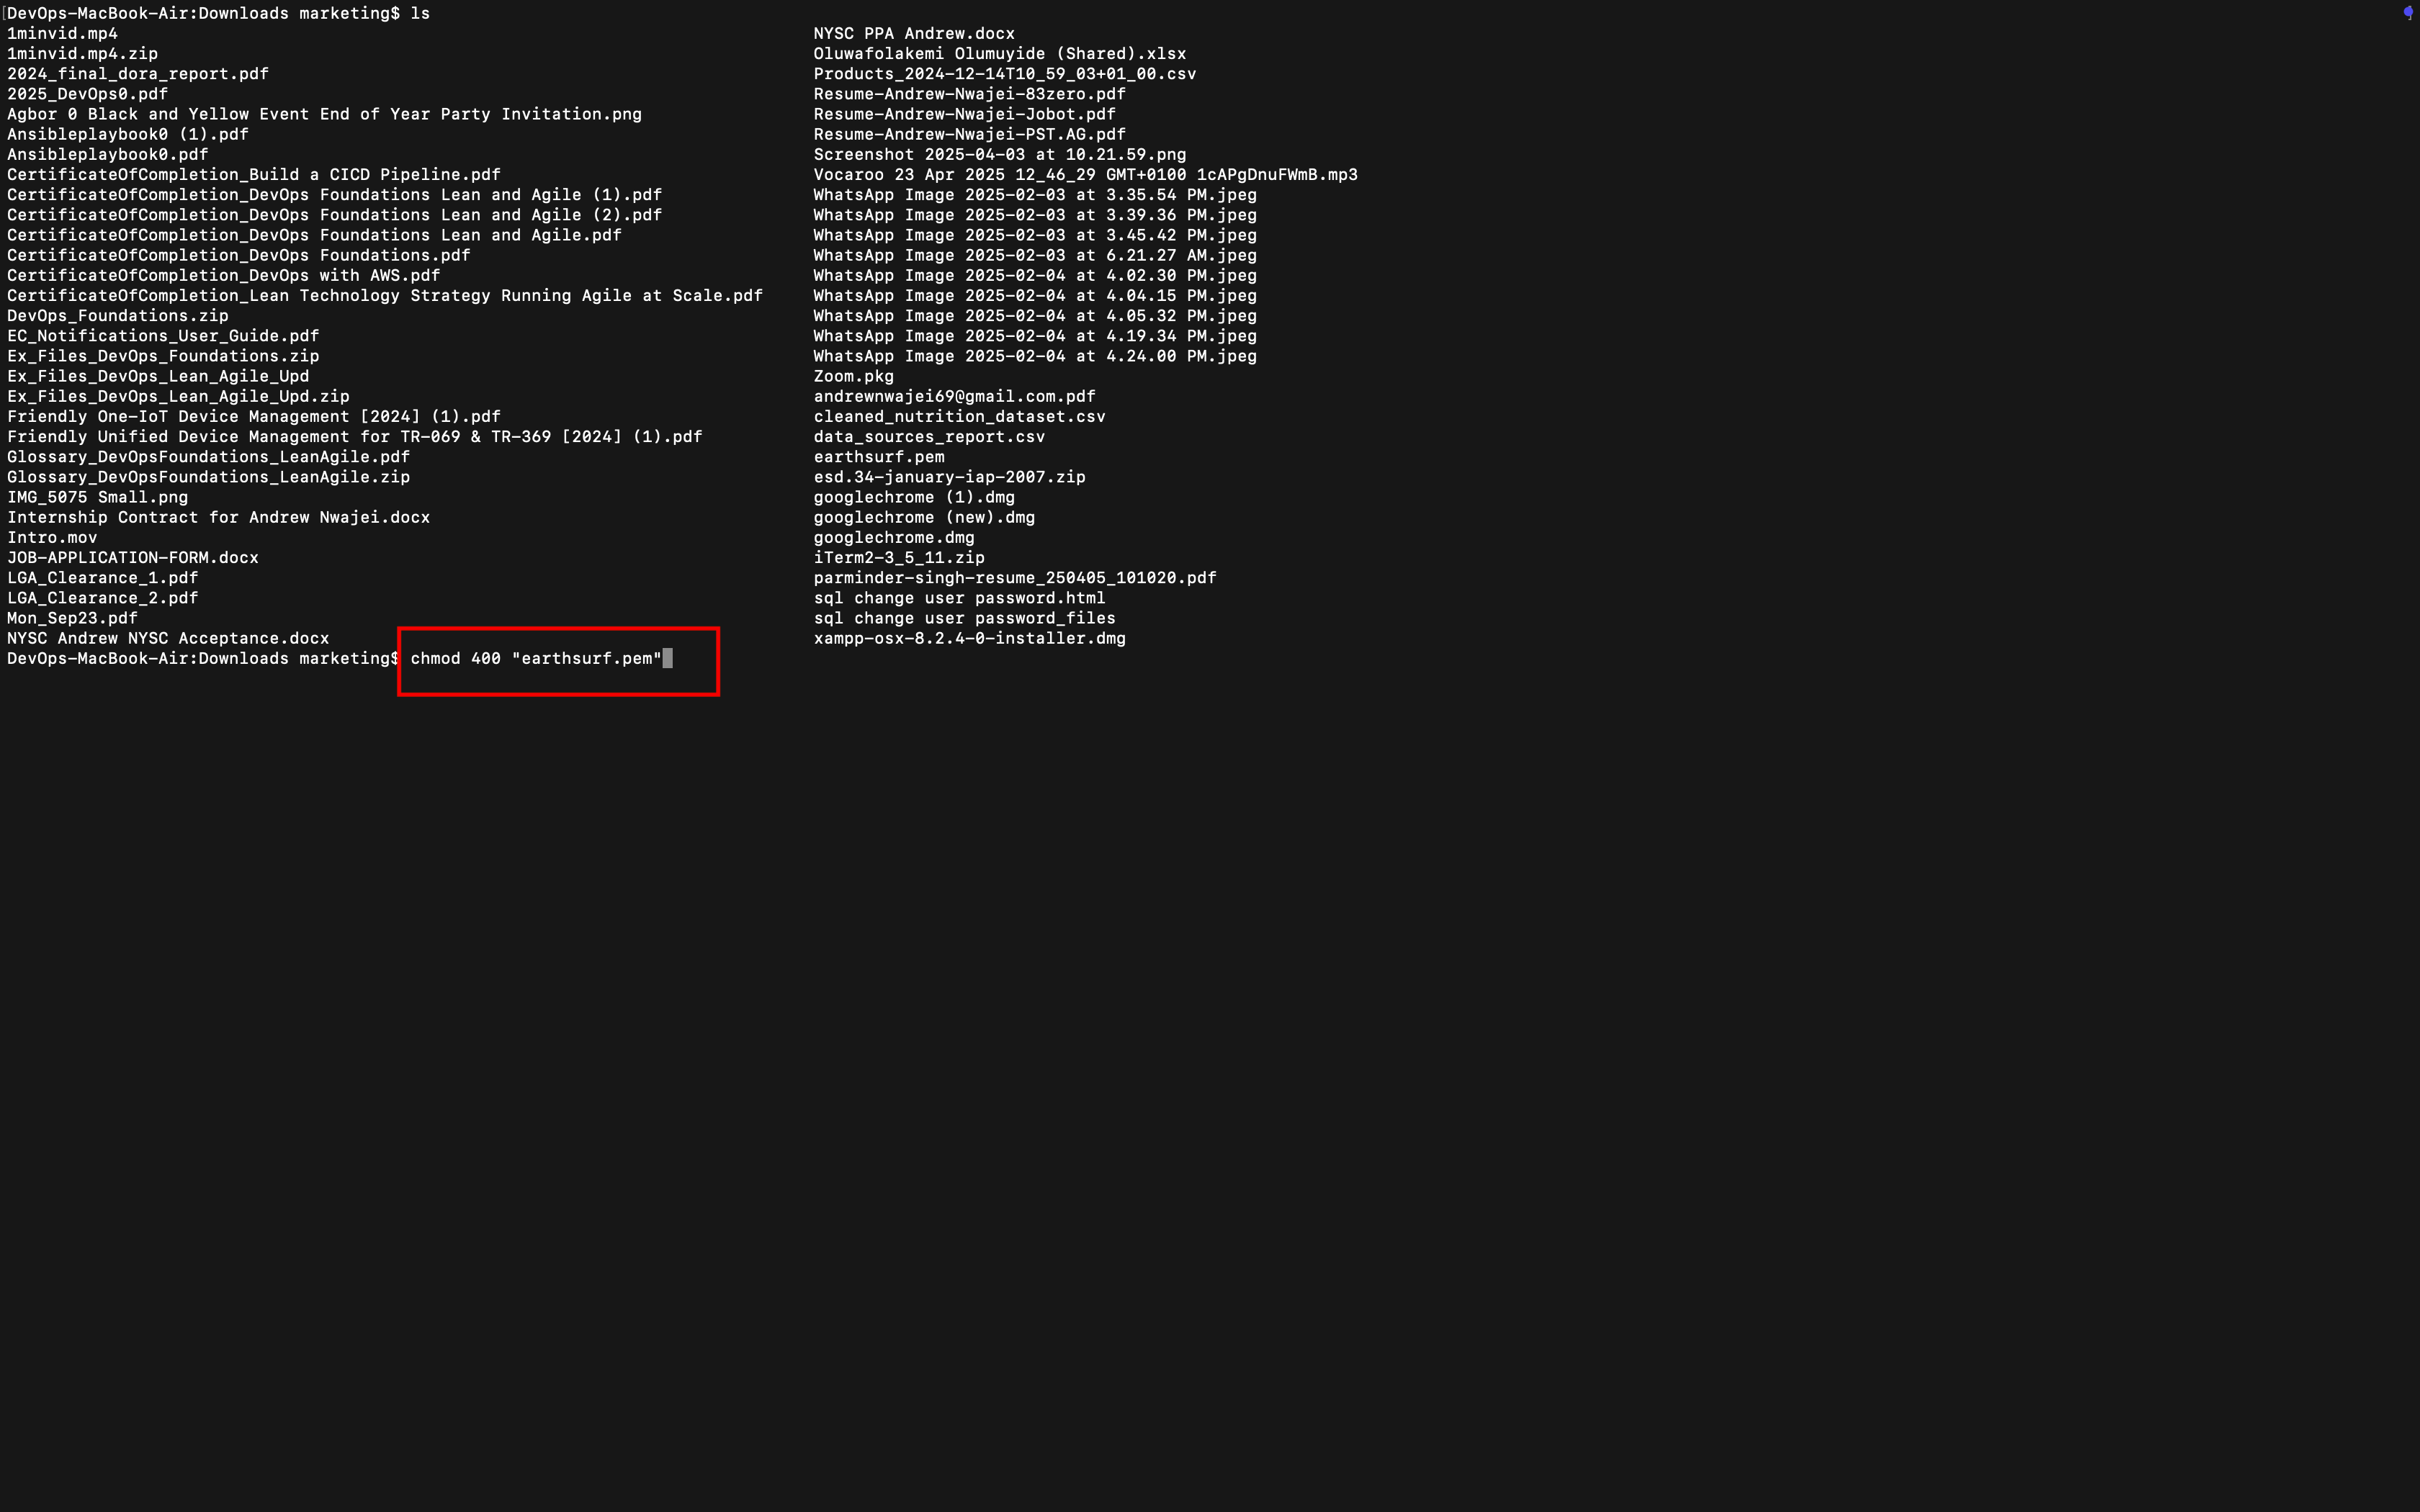 DevOps-MacBook-Air:Downloads marketing$ ls
1minvid.mp4
1minvid.mp4.zip
2024_final_dora_report.pdf
2025_DevOps0.pdf
Agbor 0 Black and Yellow Event End of Year Party Invitation.png
Ansibleplaybook0 (1).pdf
Ansibleplaybook0.pdf
CertificateOfCompletion_Build a CICD Pipeline.pdf
CertificateOfCompletion_DevOps Foundations Lean and Agile (1).pdf
CertificateOfCompletion_DevOps Foundations Lean and Agile (2).pdf
CertificateOfCompletion_DevOps Foundations Lean and Agile.pdf
CertificateOfCompletion_DevOps Foundations.pdf
CertificateOfCompletion_DevOps with AWS.pdf
CertificateOfCompletion_Lean Technology Strategy Running Agile at Scale.pdf
DevOps_Foundations.zip
EC_Notifications_User_Guide.pdf
Ex_Files_DevOps_Foundations.zip
Ex_Files_DevOps_Lean_Agile_Upd
Ex_Files_DevOps_Lean_Agile_Upd.zip
Friendly One-IoT Device Management [2024] (1).pdf
Friendly Unified Device Management for TR-069 & TR-369 [2024] (1).pdf
Glossary_DevOpsFoundations_LeanAgile.pdf
Glossary_DevOpsFoundations_LeanAgile.zip
IMG_5075 Small.png
Internship Contract for Andrew Nwajei.docx
Intro.mov
JOB-APPLICATION-FORM.docx
LGA_Clearance_1.pdf
LGA_Clearance_2.pdf
Mon_Sep23.pdf
NYSC Andrew NYSC Acceptance.docx
NYSC PPA Andrew.docx
Oluwafolakemi Olumuyide (Shared).xlsx
Products_2024-12-14T10_59_03+01_00.csv
Resume-Andrew-Nwajei-83zero.pdf
Resume-Andrew-Nwajei-Jobot.pdf
Resume-Andrew-Nwajei-PST.AG.pdf
Screenshot 2025-04-03 at 10.21.59.png
Vocaroo 23 Apr 2025 12_46_29 GMT+0100 1cAPgDnuFWmB.mp3
WhatsApp Image 2025-02-03 at 3.35.54 PM.jpeg
WhatsApp Image 2025-02-03 at 3.39.36 PM.jpeg
WhatsApp Image 2025-02-03 at 3.45.42 PM.jpeg
WhatsApp Image 2025-02-03 at 6.21.27 AM.jpeg
WhatsApp Image 2025-02-04 at 4.02.30 PM.jpeg
WhatsApp Image 2025-02-04 at 4.04.15 PM.jpeg
WhatsApp Image 2025-02-04 at 4.05.32 PM.jpeg
WhatsApp Image 2025-02-04 at 4.19.34 PM.jpeg
WhatsApp Image 2025-02-04 at 4.24.00 PM.jpeg
Zoom.pkg
andrewnwajei69@gmail.com.pdf
cleaned_nutrition_dataset.csv
data_sources_report.csv
earthsurf.pem
esd.34-january-iap-2007.zip
googlechrome (1).dmg
googlechrome (new).dmg
googlechrome.dmg
iTerm2-3_5_11.zip
parminder-singh-resume_250405_101020.pdf
sql change user password.html
sql change user password_files
xampp-osx-8.2.4-0-installer.dmg
DevOps-MacBook-Air:Downloads marketing$ chmod 400 "earthsurf.pem"